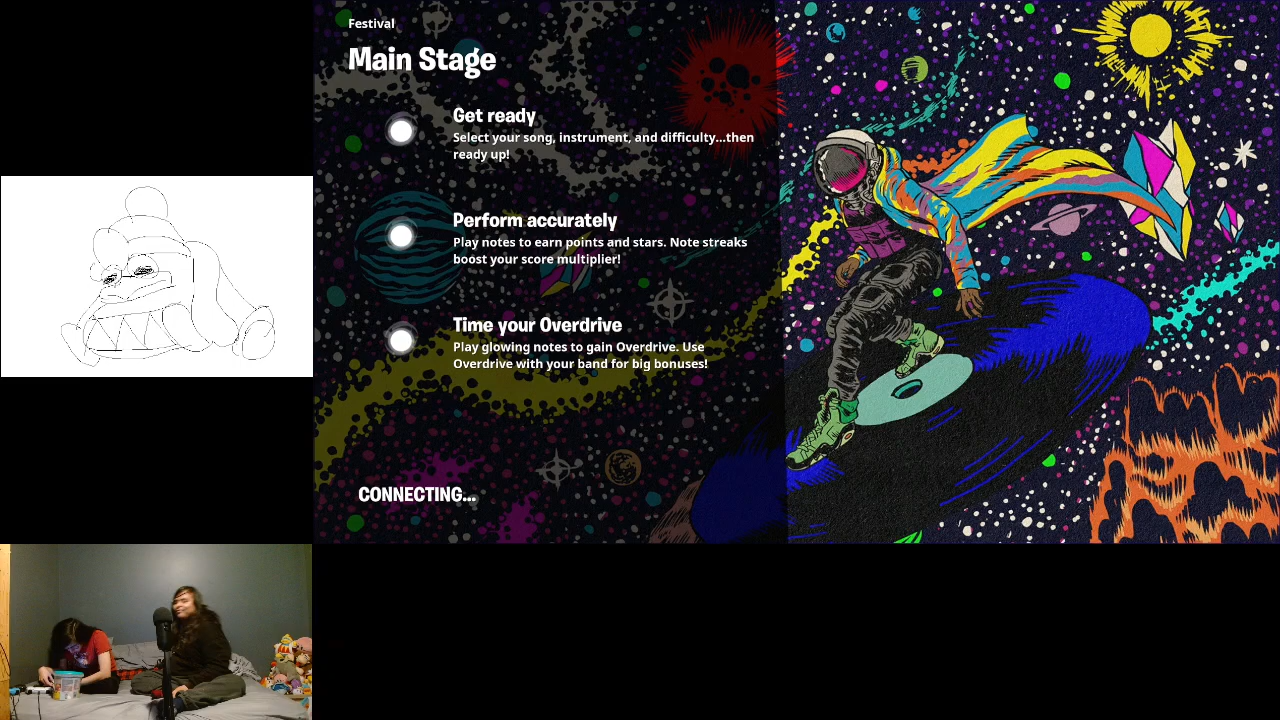 Festival
Main Stage
Get ready
Select your song, instrument, and difficulty...then
ready up!
Perform accurately
Play notes to earn points and stars. Note streaks
boost your score multiplier!
Time your Overdrive
Play glowing notes to gain Overdrive. Use
Overdrive with your band for big bonuses!
CONNECTING...